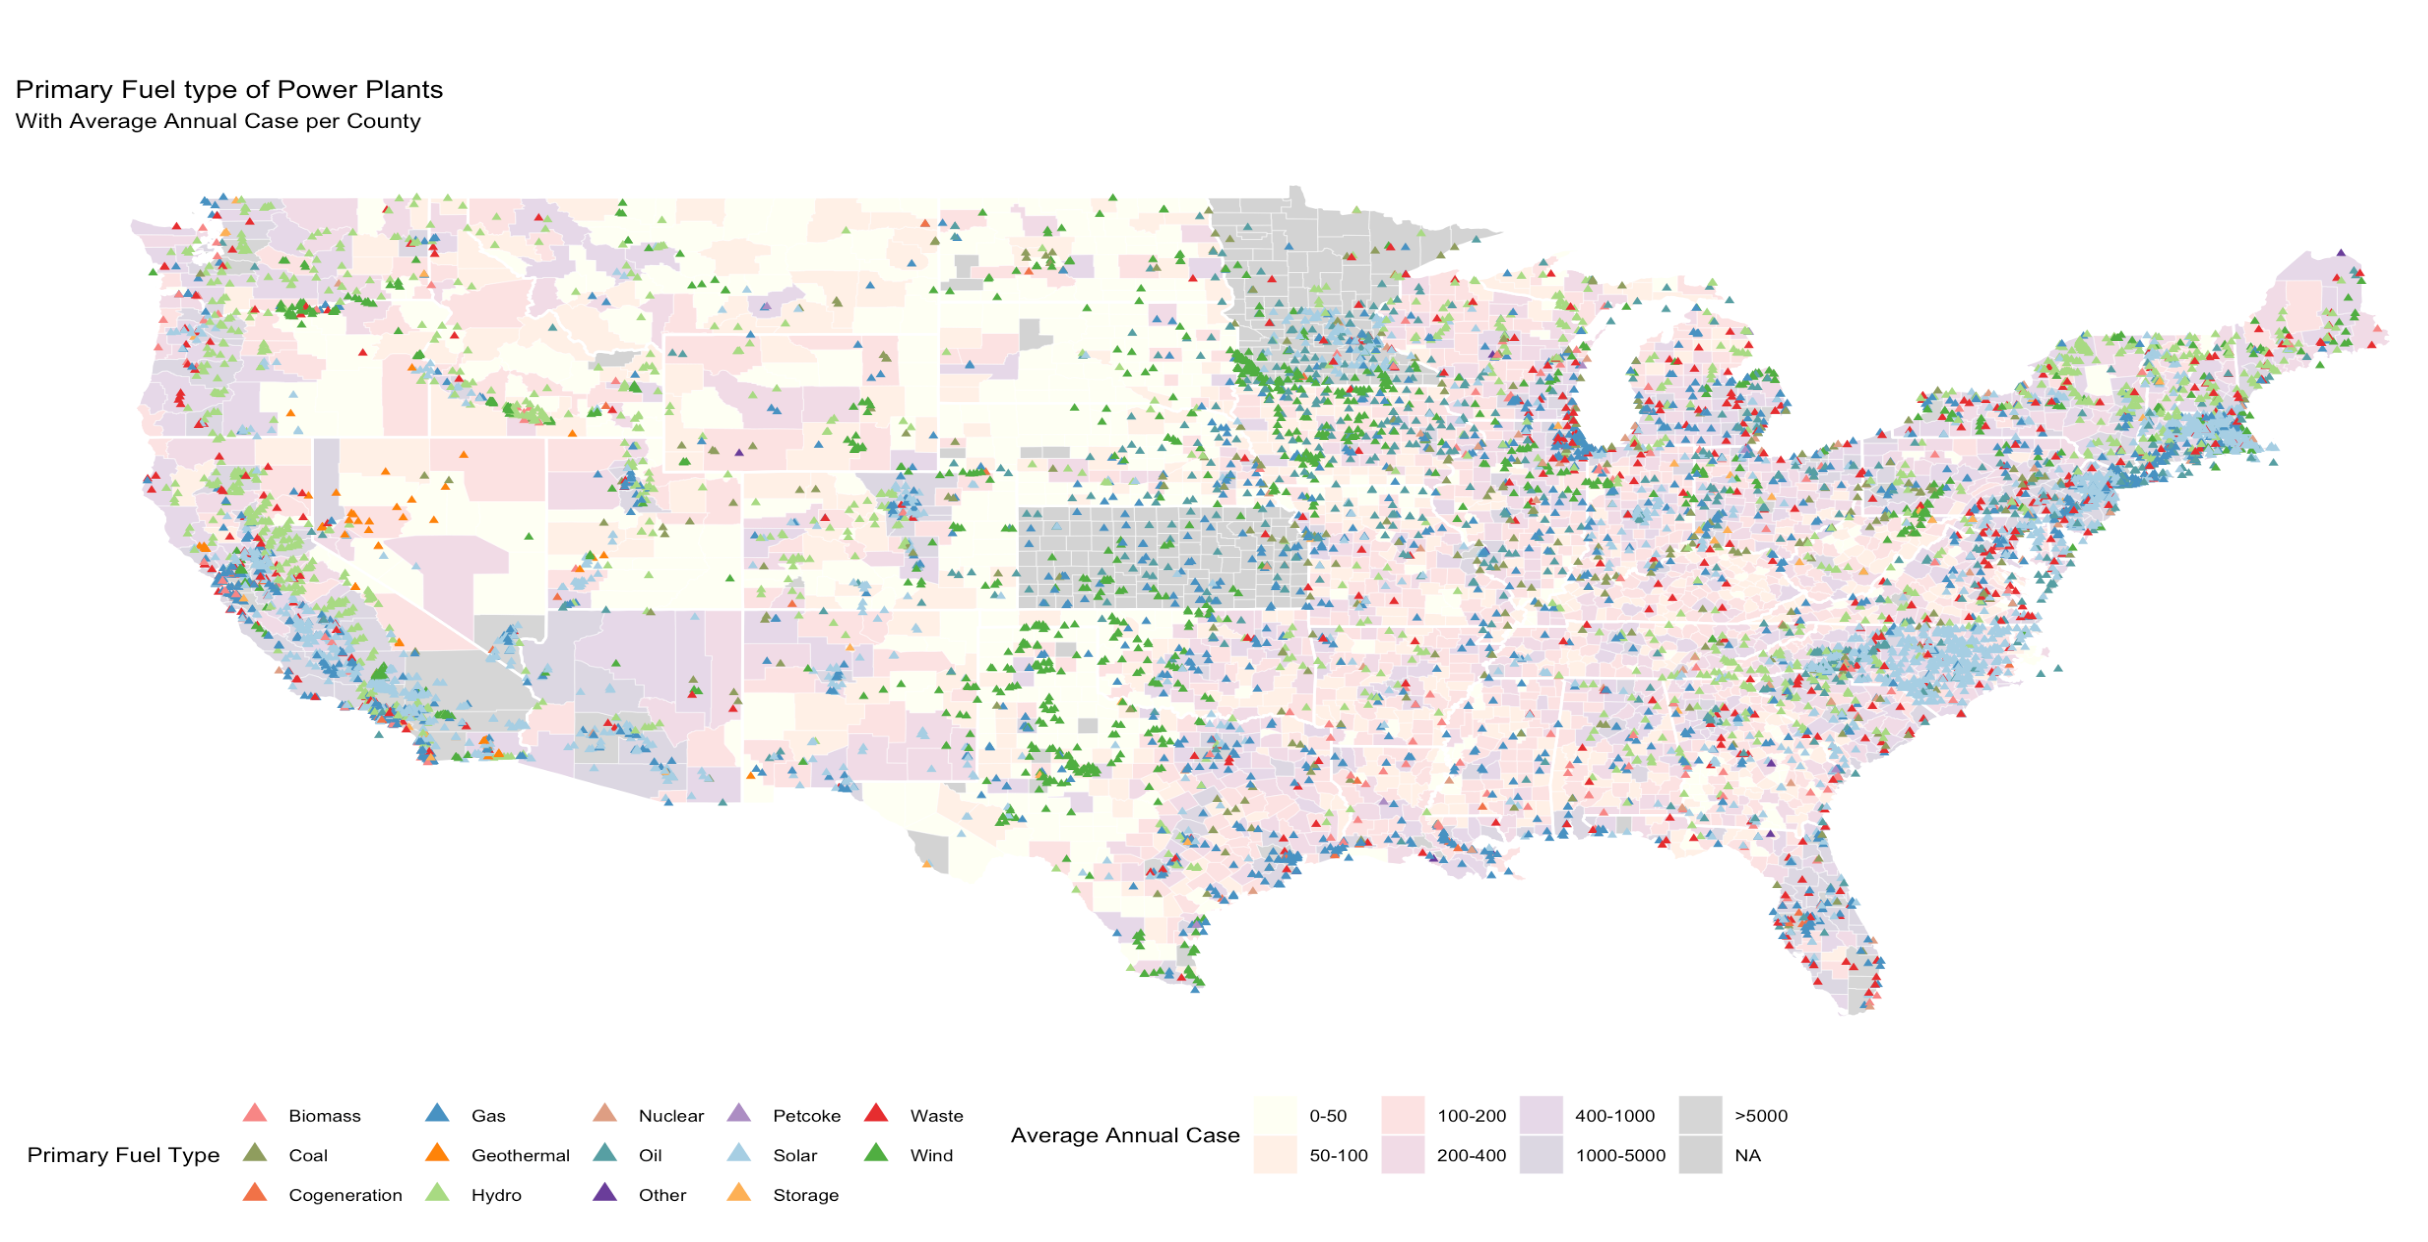 Primary Fuel type of Power Plants
With Average Annual Case per County
Primary Fuel Type
Biomass
Coal
Cogeneration
Gas
Geothermal
Hydro
Nuclear
Oil
Other
Petcoke
Solar
Storage
Waste
Wind
Average Annual Case
0-50
50-100
100-200
200-400
400-1000
1000-5000
>5000
NA